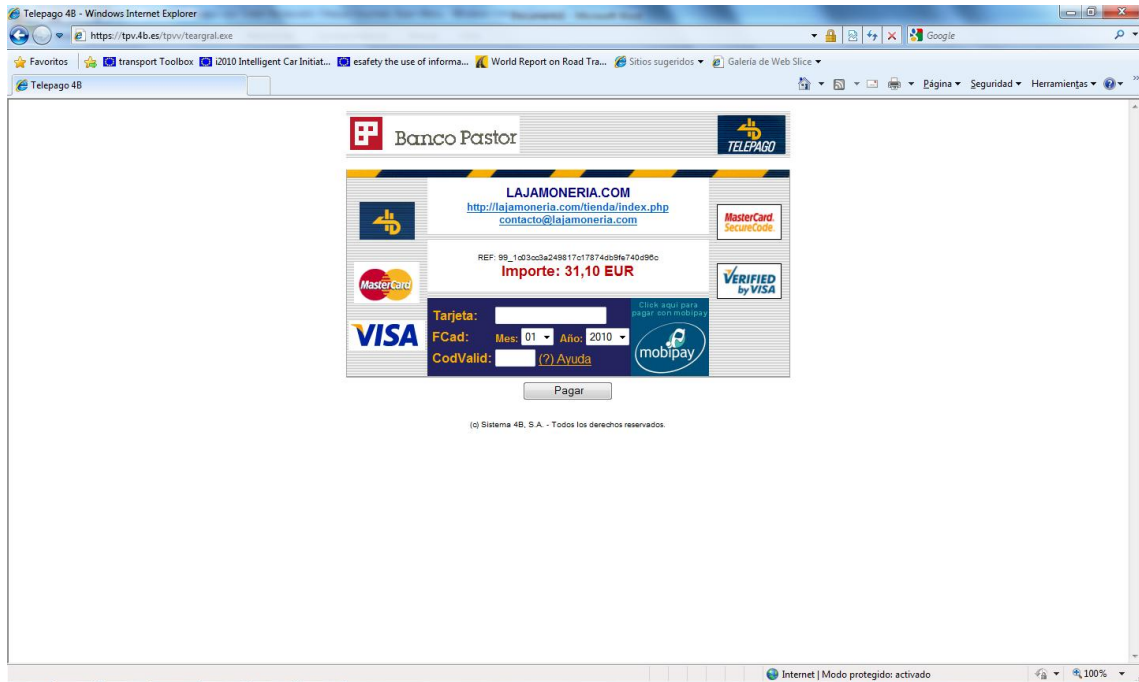 Telepago 4B - Windows Internet Explorer
https://tpv.4b.es/tpvv/teargral.exe
Google
Favoritos transport Toolbox i2010 Intelligent Car Initiat... esafety the use of informa... World Report on Road Tra... Sitios sugeridos Galería de Web Slice
Telepago 4B
Página Seguridad Herramientas
Banco Pastor
TELEPAGO
LAJAMONERIA.COM
http://lajamoneria.com/tienda/index.php
contacto@lajamoneria.com
MasterCard.
SecureCode.
Importe: 31,10 EUR
MasterCard
VERIFIED
by VISA
VISA
Tarjeta:
FCad: Mes: 01 Año: 2010
CodValid: (?) Ayuda
Click aqui para
pagar con mobipay
mobipay
Pagar
(c) Sistema 4B, S.A. - Todos los derechos reservados.
Internet | Modo protegido: activado
100%